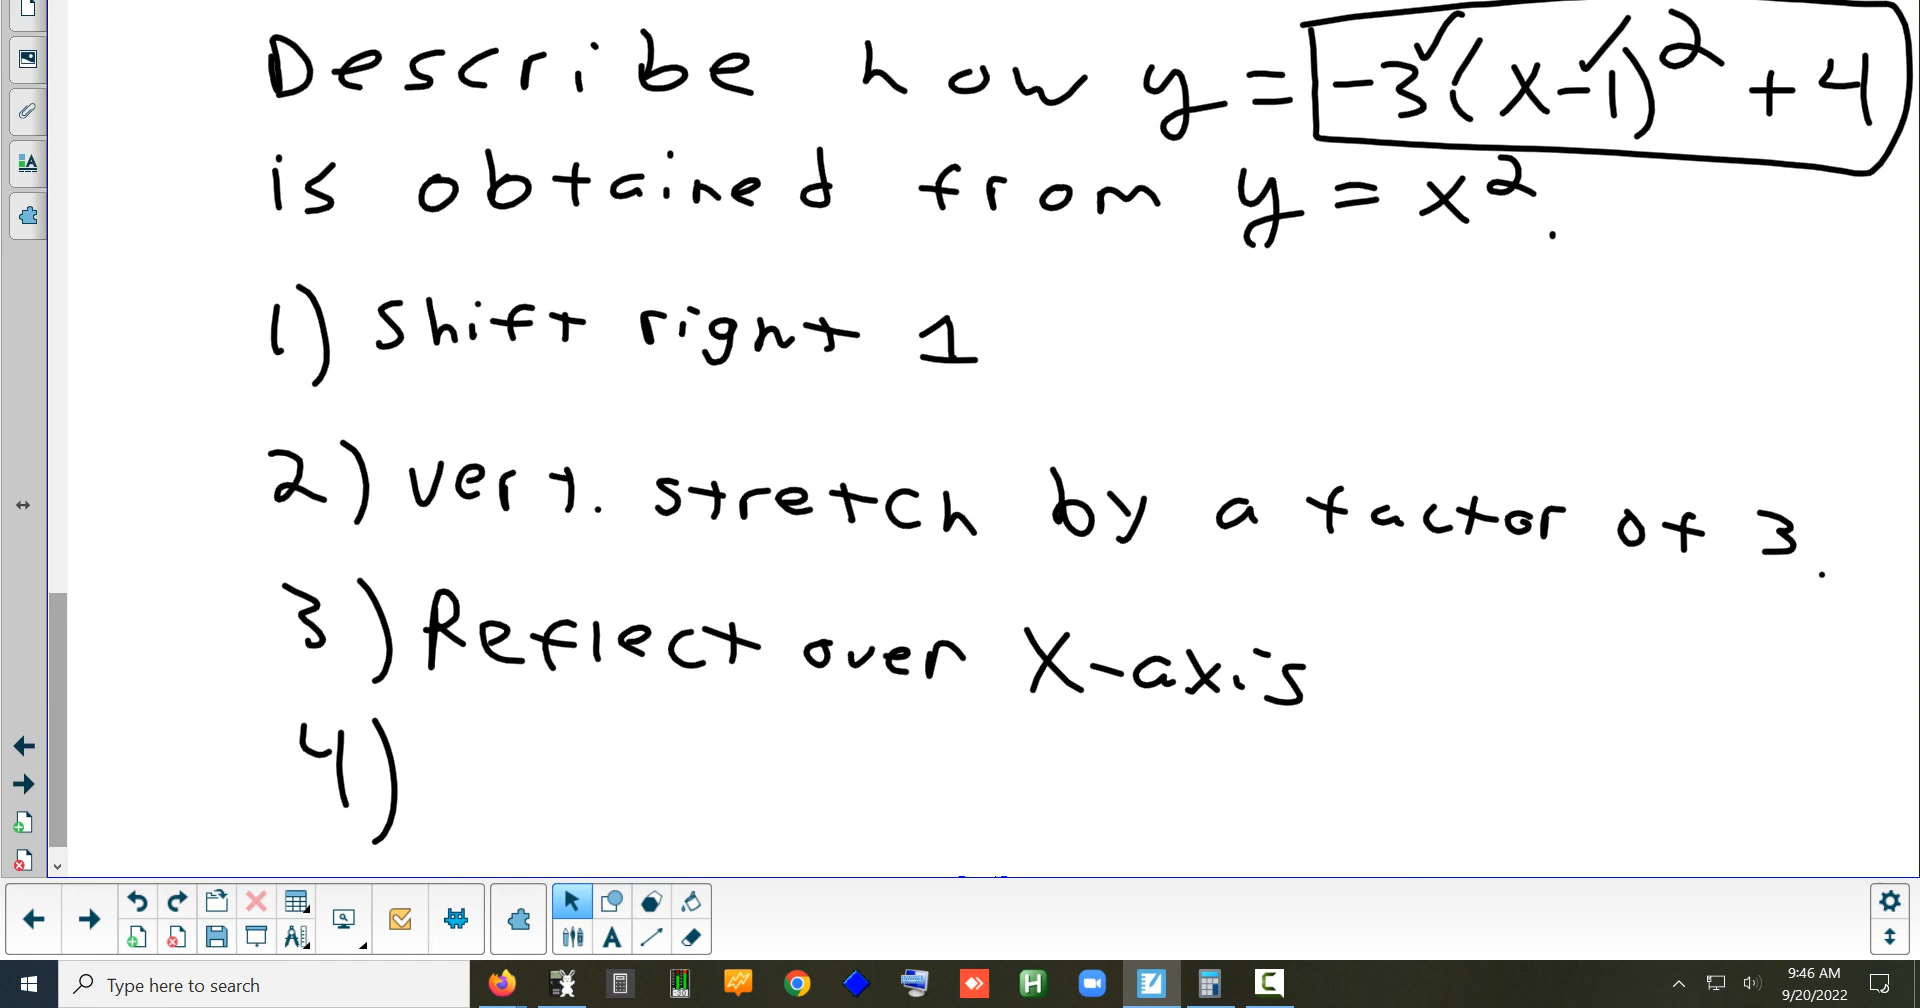 Describe how y = -3(x-1)² + 4
is obtained from y = x².
1) Shift right 1
2) vert. stretch by a factor of 3.
3) Reflect over X-axis
4)
Type here to search
9:46 AM
9/20/2022